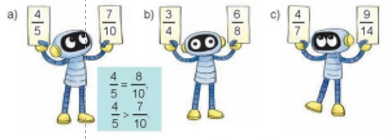 a) 4/5 7/10 b) 3/4 6/8 c) 4/7 9/14
4/5 = 8/10.
4/5 > 7/10